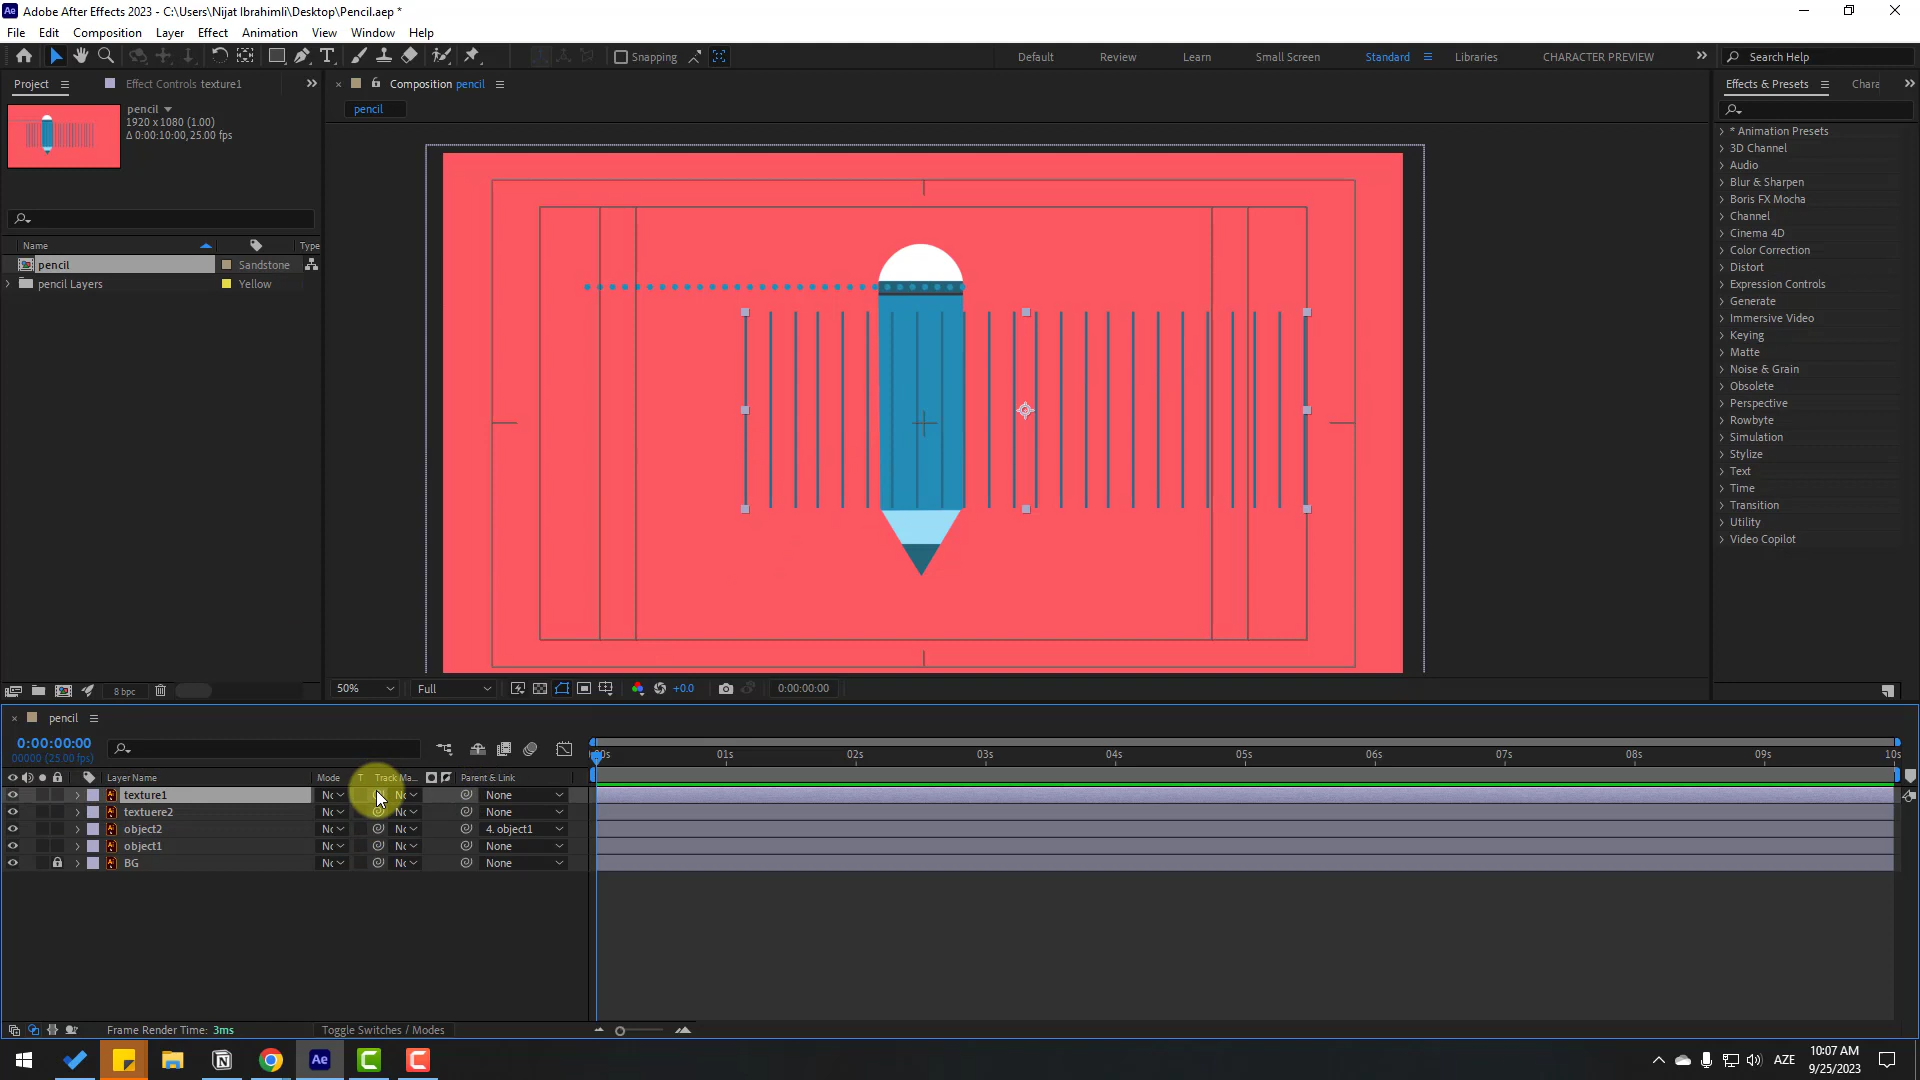 Adobe After Effects 2023 - C:\Users\Nijat Ibrahimli\Desktop\Pencil.aep *
File Edit Composition Layer Effect Animation View Window Help
Snapping
Default Review Learn Small Screen Standard Libraries CHARACTER PREVIEW
Search Help
Project
Effect Controls texture1
Composition pencil
Effects & Presets
Chara
pencil
pencil
1920 x 1080 (1.00)
Δ 0:00:10:00, 25.00 fps
Name Type
pencil Sandstone
pencil Layers Yellow
* Animation Presets
3D Channel
Audio
Blur & Sharpen
Boris FX Mocha
Channel
Cinema 4D
Color Correction
Distort
Expression Controls
Generate
Immersive Video
Keying
Matte
Noise & Grain
Obsolete
Perspective
Rowbyte
Simulation
Stylize
Text
Time
Transition
Utility
Video Copilot
8 bpc
50% Full +0.0 0:00:00:00
pencil
0:00:00:00
00000 (25.00 fps)
00s 01s 02s 03s 04s 05s 06s 07s 08s 09s 10s
Layer Name Mode T Track Ma... Parent & Link
texture1 None
textuere2 None
object2 4. object1
object1 None
BG None
Frame Render Time: 3ms
Toggle Switches / Modes
AZE
10:07 AM
9/25/2023